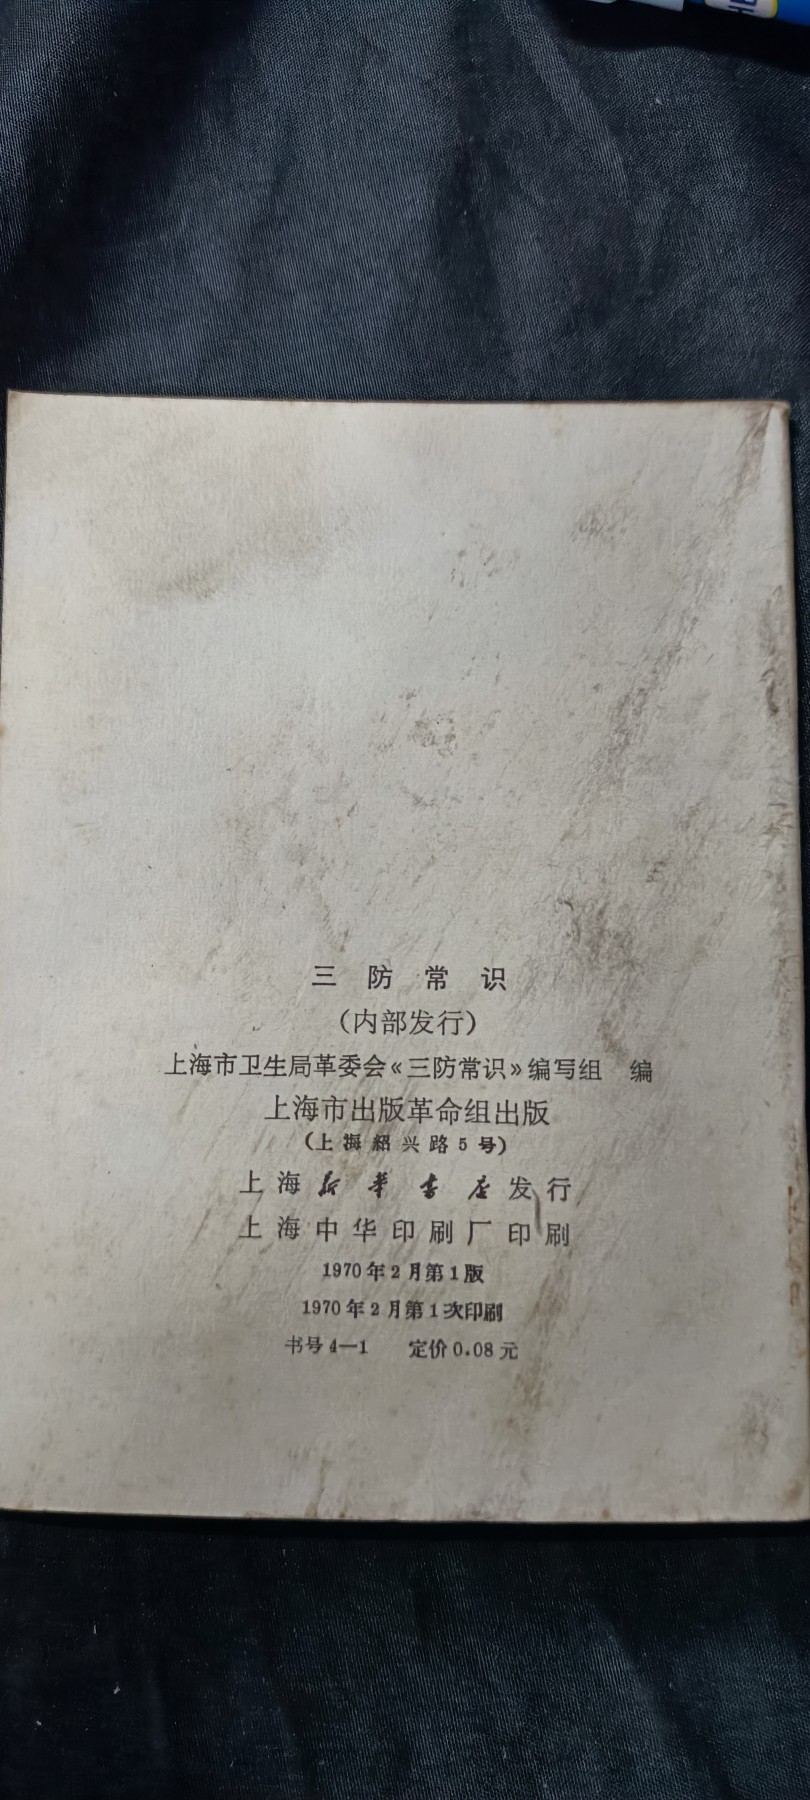 三防常识
(内部发行)
上海市卫生局革委会《三防常识》编写组 编
上海市出版革命组出版
(上海紹兴路5号)
上海新华书店发行
上海中华印刷厂印刷
1970年2月第1版
1970年2月第1次印刷
书号4—1 定价0.08元